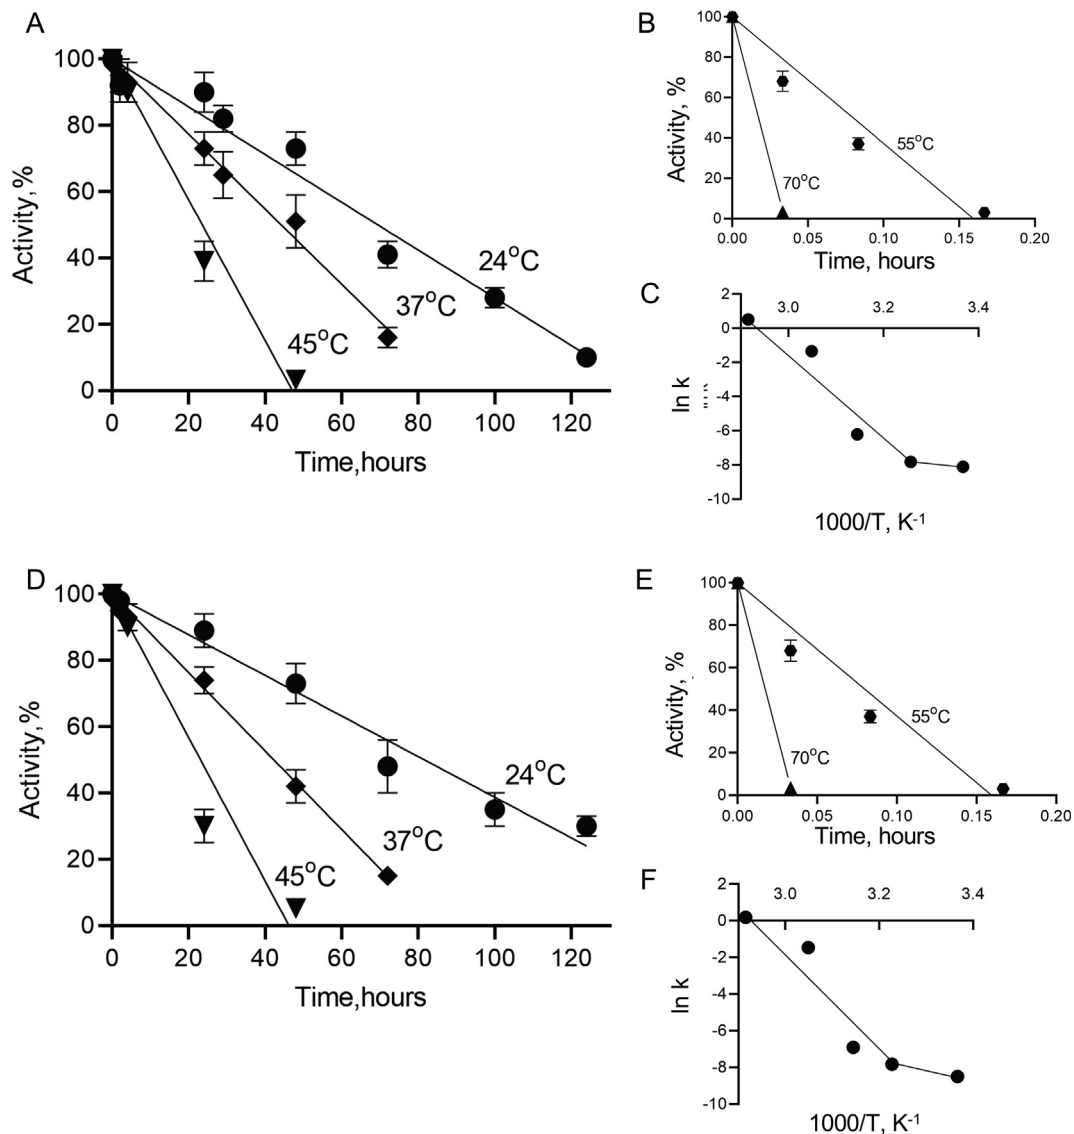 A
100
80
60
40
20
0
Activity,%
24°C
37°C
45°C
0 20 40 60 80 100 120
Time,hours
B
100
80
60
40
20
0
Activity, %
55°C
70°C
0.00 0.05 0.10 0.15 0.20
Time, hours
C
2
0
-2
-4
-6
-8
-10
3.0 3.2 3.4
ln k
1000/T, K⁻¹
D
100
80
60
40
20
0
Activity,%
24°C
37°C
45°C
0 20 40 60 80 100 120
Time,hours
E
100
80
60
40
20
0
Activity, %
55°C
70°C
0.00 0.05 0.10 0.15 0.20
Time, hours
F
2
0
-2
-4
-6
-8
-10
3.0 3.2 3.4
ln k
1000/T, K⁻¹